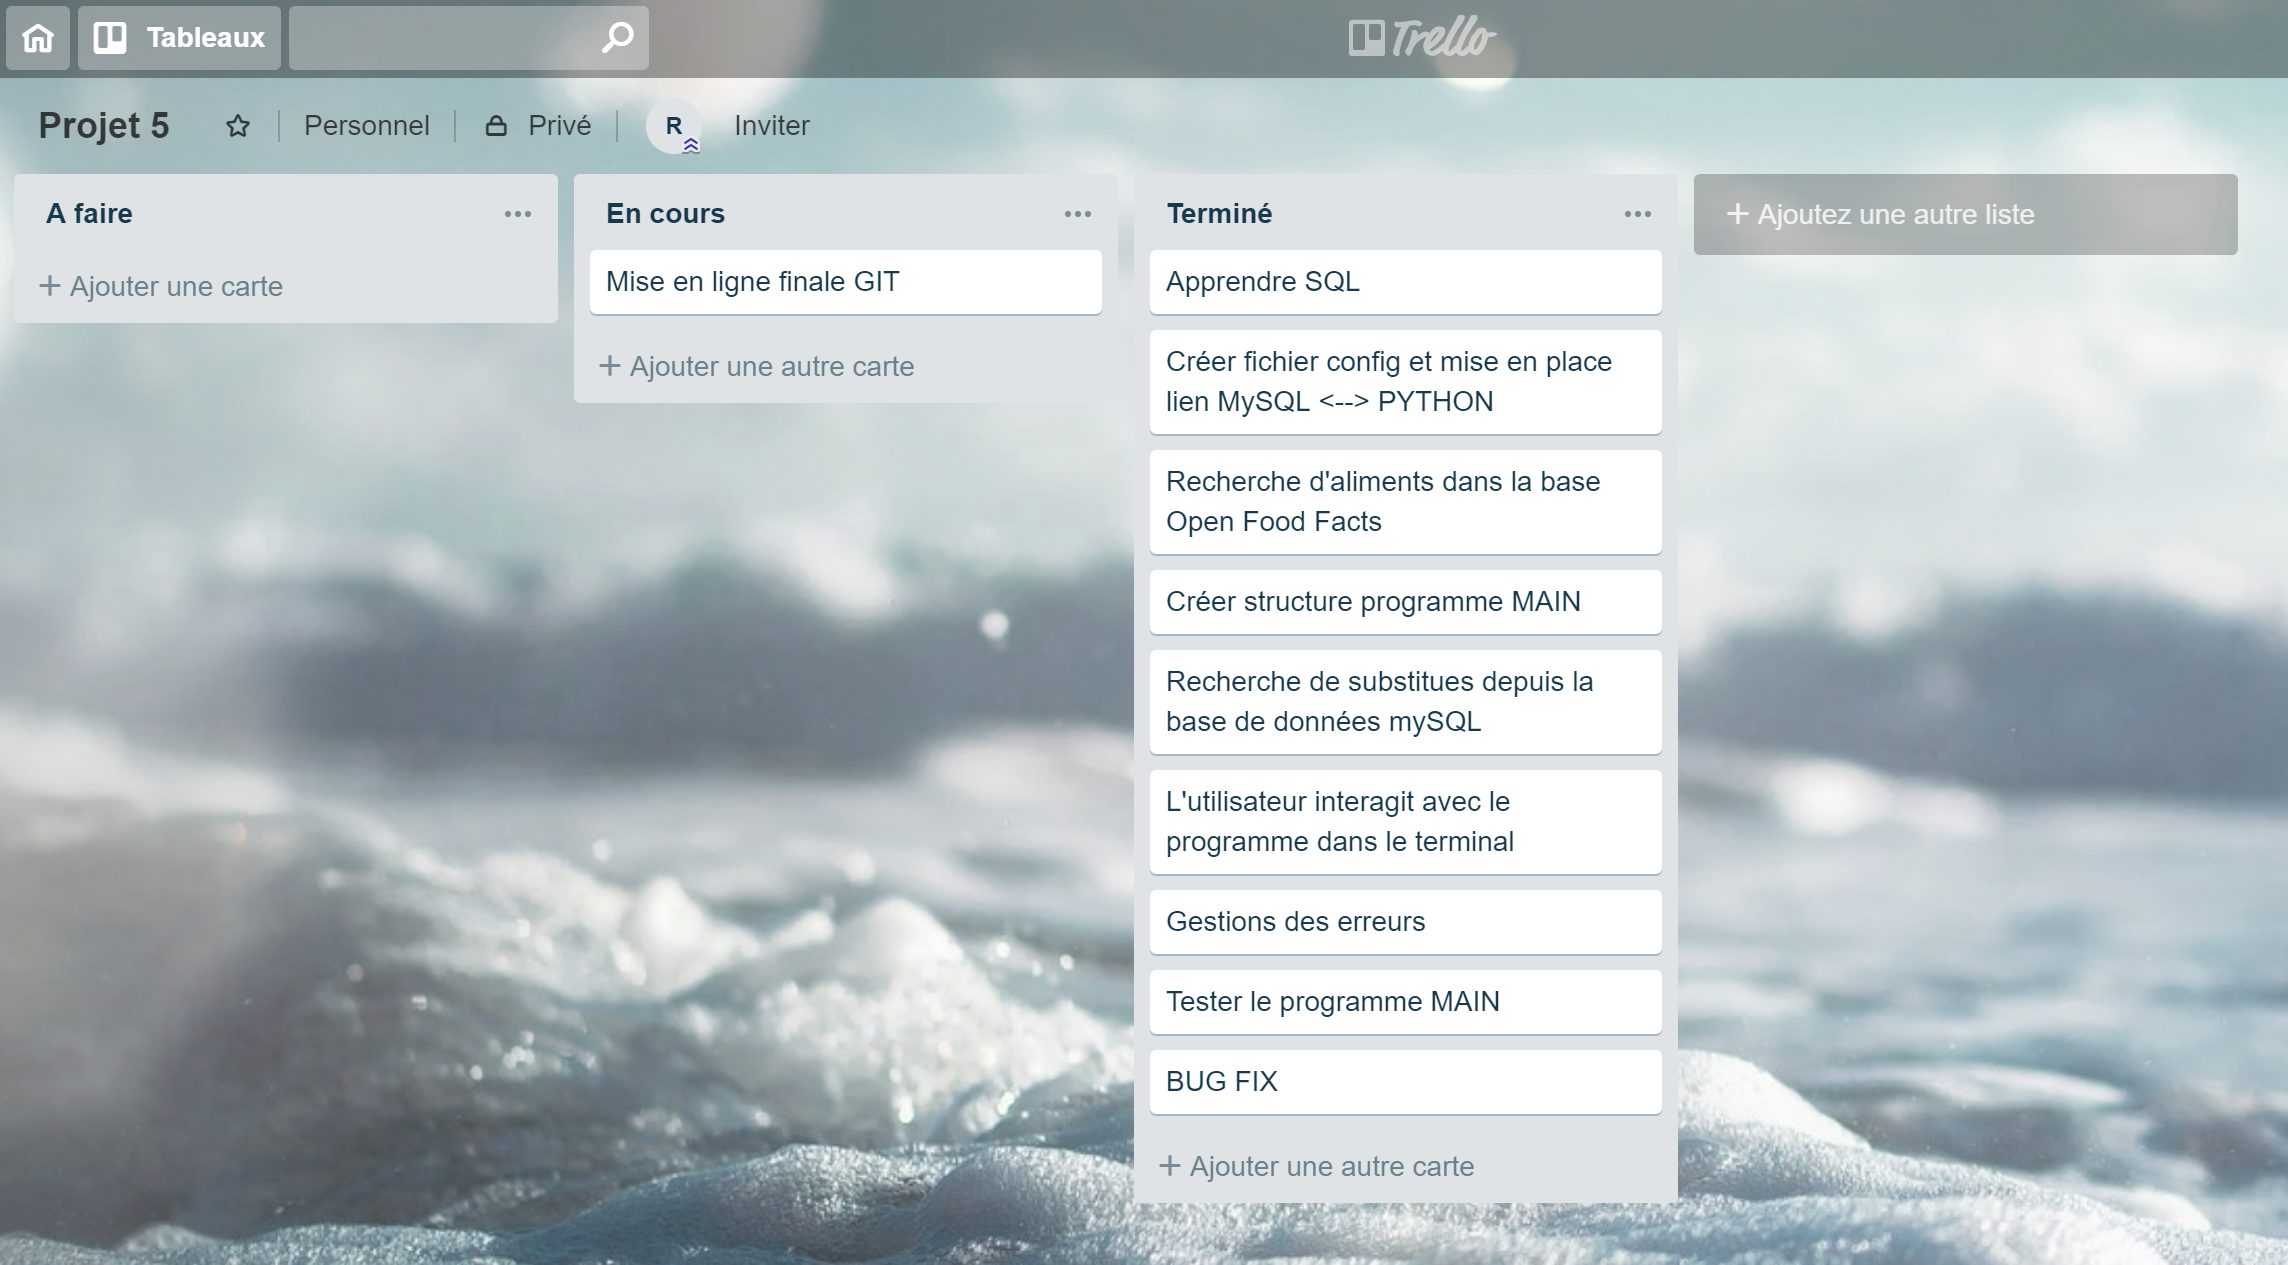 Tableaux
Trello
Projet 5
Personnel
Privé
R
Inviter
A faire
+ Ajouter une carte
En cours
Mise en ligne finale GIT
+ Ajouter une autre carte
Terminé
Apprendre SQL
Créer fichier config et mise en place
lien MySQL <--> PYTHON
Recherche d'aliments dans la base
Open Food Facts
Créer structure programme MAIN
Recherche de substitues depuis la
base de données mySQL
L'utilisateur interagit avec le
programme dans le terminal
Gestions des erreurs
Tester le programme MAIN
BUG FIX
+ Ajouter une autre carte
+ Ajoutez une autre liste